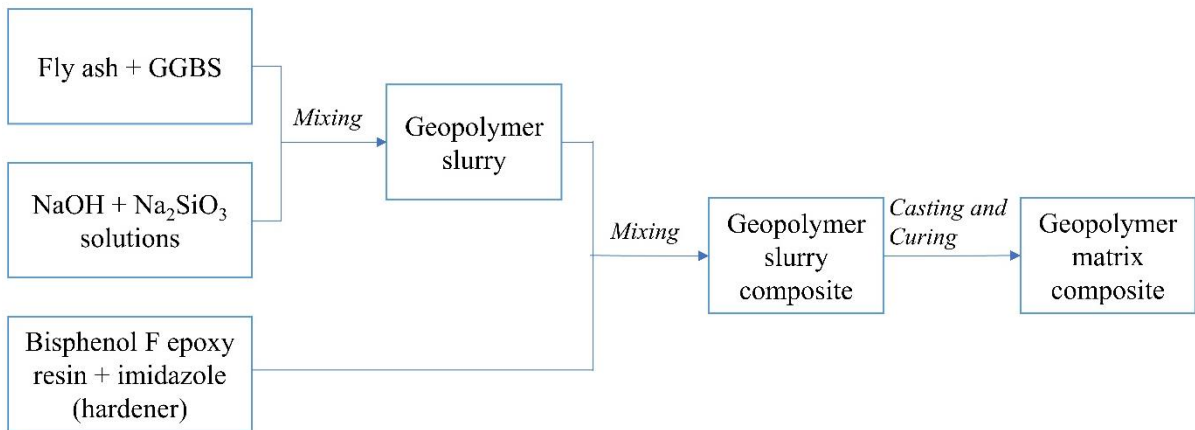 Fly ash + GGBS
Mixing
NaOH + Na₂SiO₃
solutions
Geopolymer
slurry
Bisphenol F epoxy
resin + imidazole
(hardener)
Mixing
Geopolymer
slurry
composite
Casting and
Curing
Geopolymer
matrix
composite